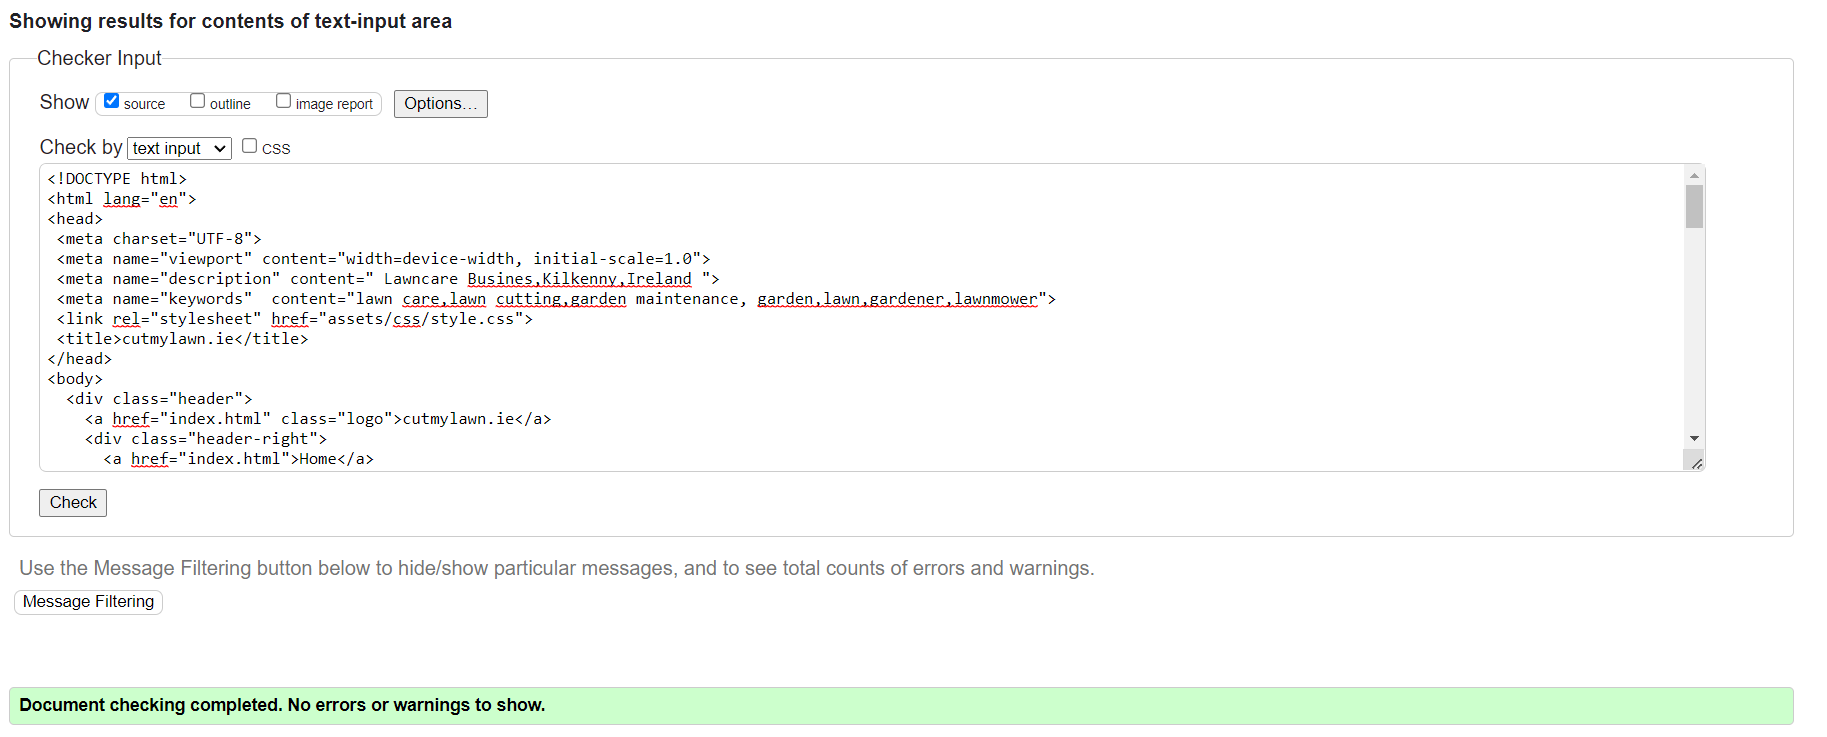 Showing results for contents of text-input area
Checker Input
Show source outline image report Options...
Check by text input CSS
<!DOCTYPE html>
<html lang="en">
<head>
 <meta charset="UTF-8">
 <meta name="viewport" content="width=device-width, initial-scale=1.0">
 <meta name="description" content=" Lawncare Busines,Kilkenny,Ireland ">
 <meta name="keywords"  content="lawn care,lawn cutting,garden maintenance, garden,lawn,gardener,lawnmower">
 <link rel="stylesheet" href="assets/css/style.css">
 <title>cutmylawn.ie</title>
</head>
<body>
  <div class="header">
    <a href="index.html" class="logo">cutmylawn.ie</a>
    <div class="header-right">
      <a href="index.html">Home</a>
Check
Use the Message Filtering button below to hide/show particular messages, and to see total counts of errors and warnings.
Message Filtering
Document checking completed. No errors or warnings to show.